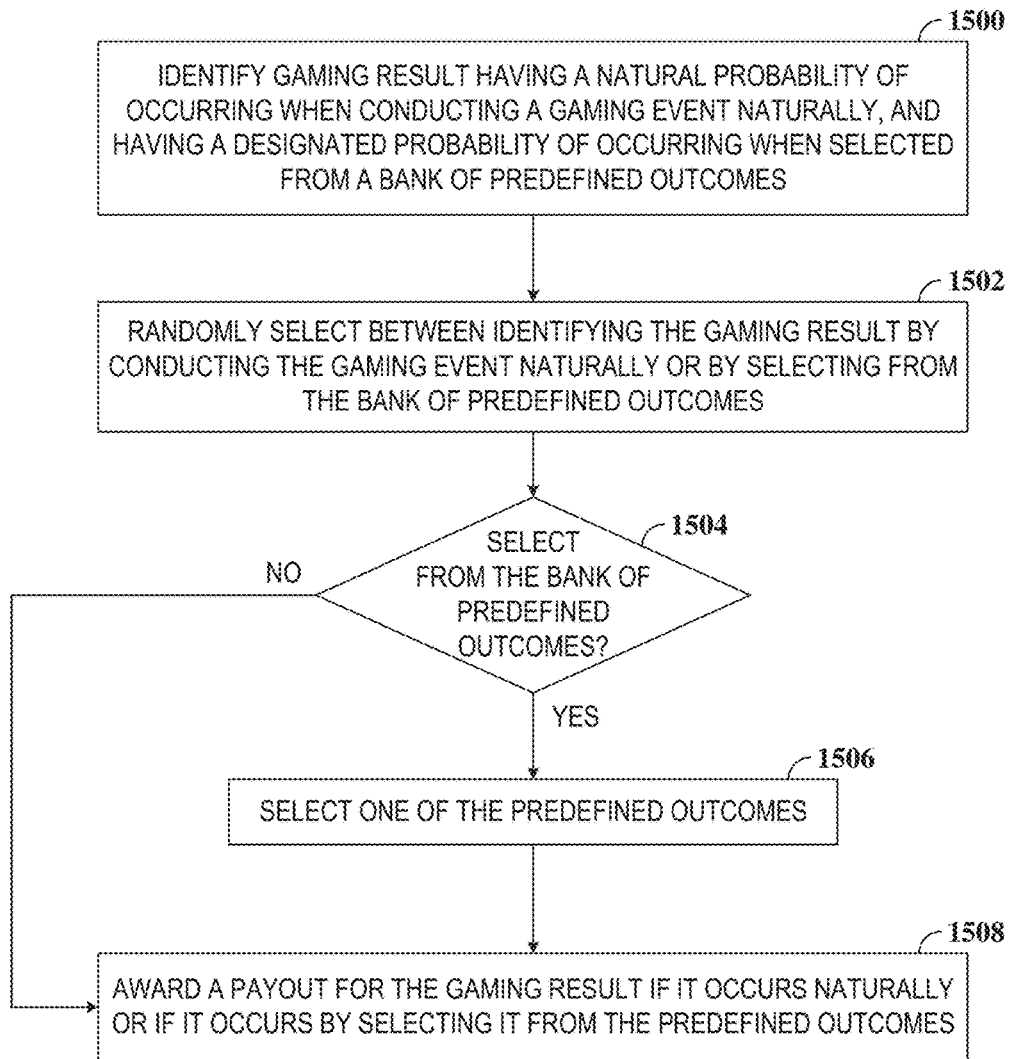 1500
IDENTIFY GAMING RESULT HAVING A NATURAL PROBABILITY OF
OCCURRING WHEN CONDUCTING A GAMING EVENT NATURALLY, AND
HAVING A DESIGNATED PROBABILITY OF OCCURRING WHEN SELECTED
FROM A BANK OF PREDEFINED OUTCOMES
1502
RANDOMLY SELECT BETWEEN IDENTIFYING THE GAMING RESULT BY
CONDUCTING THE GAMING EVENT NATURALLY OR BY SELECTING FROM
THE BANK OF PREDEFINED OUTCOMES
1504
SELECT
FROM THE BANK OF
PREDEFINED
OUTCOMES?
NO
YES
1506
SELECT ONE OF THE PREDEFINED OUTCOMES
1508
AWARD A PAYOUT FOR THE GAMING RESULT IF IT OCCURS NATURALLY
OR IF IT OCCURS BY SELECTING IT FROM THE PREDEFINED OUTCOMES